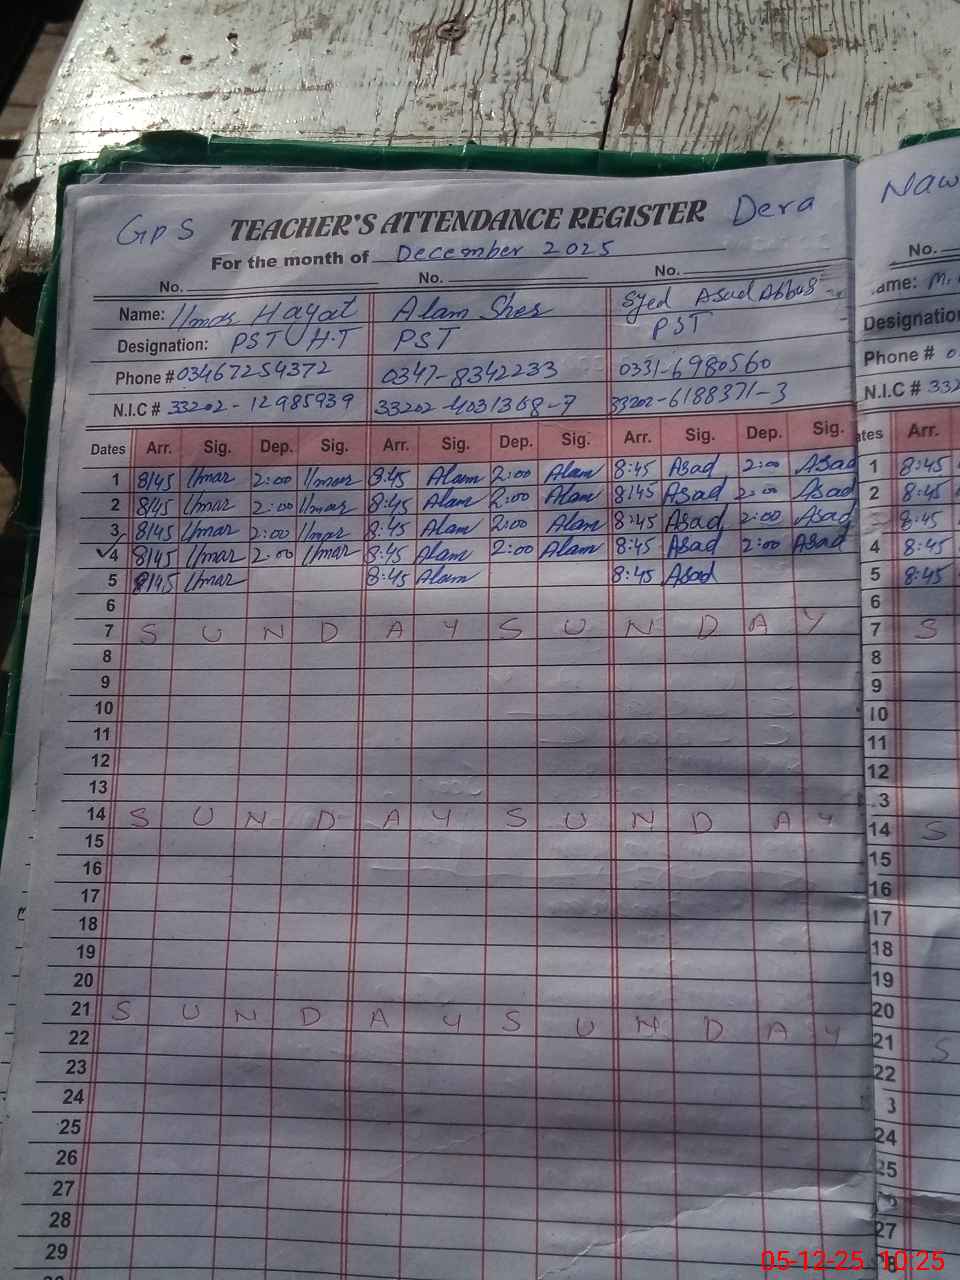 GPS TEACHER'S ATTENDANCE REGISTER Dera
For the month of December 2025
No. No. No.
Name: Umar Hayat Alam Sher Syed Asad Abbas
Designation: PST H.T PST PST
Phone # 03467254372 0347-8342233 0331-6980560
N.I.C # 33202-12985939 33202-4031368-7 33202-6188371-3
Dates Arr. Sig. Dep. Sig. Arr. Sig. Dep. Sig. Arr. Sig. Dep. Sig.
1 8/45 Umar 2:00 Umar 8:45 Alam 2:00 Alam 8:45 Asad 2:00 Asad
2 8/45 Umar 2:00 Umar 8:45 Alam 2:00 Alam 8:45 Asad 2:00 Asad
3 8/45 Umar 2:00 Umar 8:45 Alam 2:00 Alam 8:45 Asad 2:00 Asad
4 8/45 Umar 2:00 Umar 8:45 Alam 2:00 Alam 8:45 Asad 2:00 Asad
5 8/45 Umar 8:45 Alam 8:45 Asad
6
7 S U N D A Y S U N D A Y
8
9
10
11
12
13
14 S U N D A Y S U N D A Y
15
16
17
18
19
20
21 S U N D A Y S U N D A Y
22
23
24
25
26
27
28
29
Naw
No.
Name: M.
Designation
Phone # 0
N.I.C # 332
Dates Arr.
1 8:45
2 8:45
8:45
4 8:45
5 8:45
6
7 S
8
9
10
11
12
3
14 S
15
16
17
18
19
20
21 S
22
3
24
25
27
05-12-25 10:25